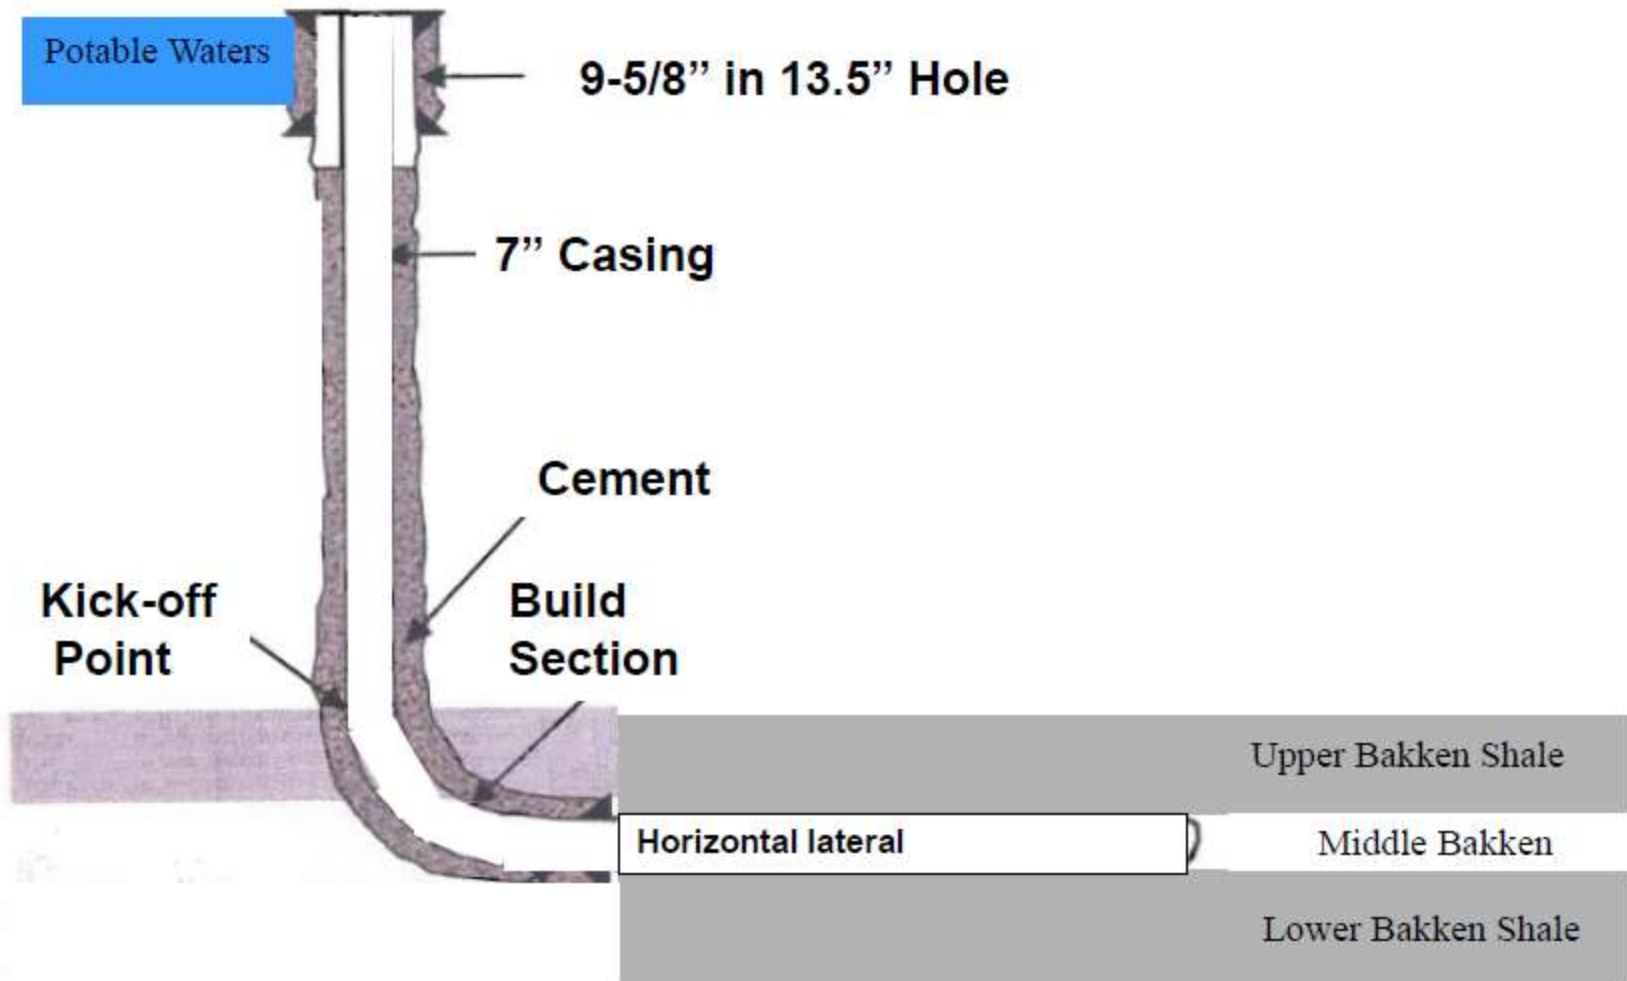 Potable Waters
9-5/8” in 13.5” Hole
7” Casing
Cement
Kick-off
Point
Build
Section
Upper Bakken Shale
Horizontal lateral
Middle Bakken
Lower Bakken Shale